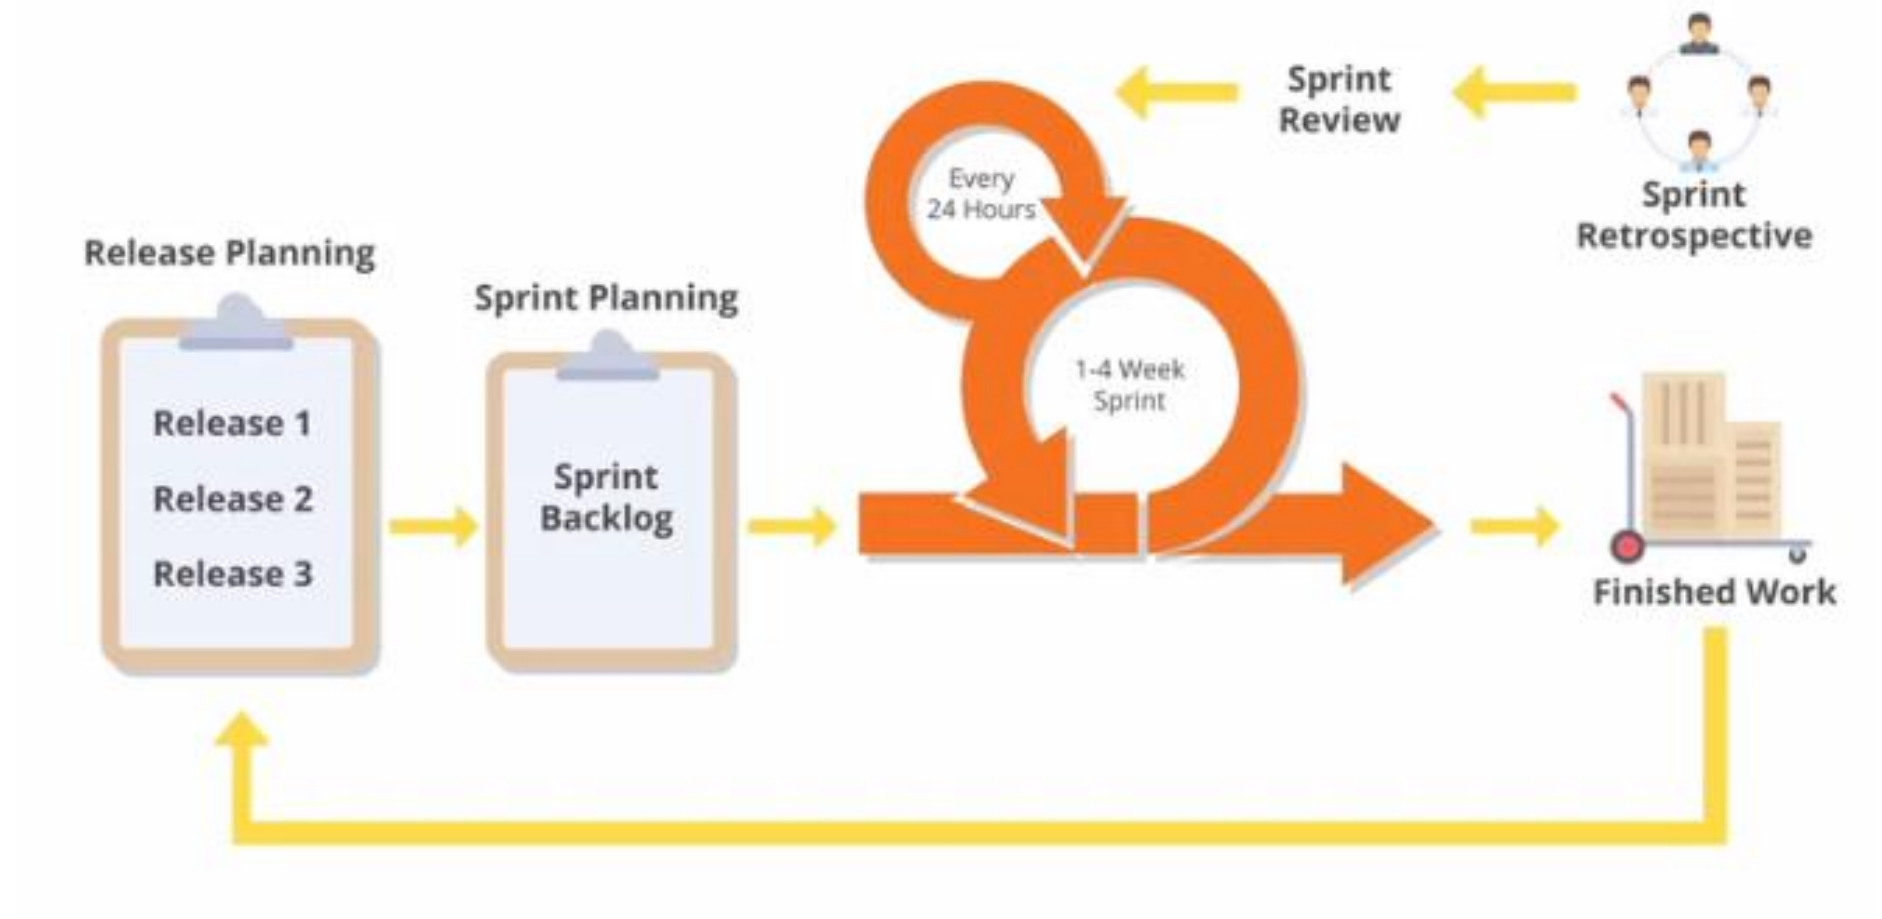 Release Planning
Release 1
Release 2
Release 3
Sprint Planning
Sprint
Backlog
Every
24 Hours
1-4 Week
Sprint
Sprint
Review
Sprint
Retrospective
Finished Work